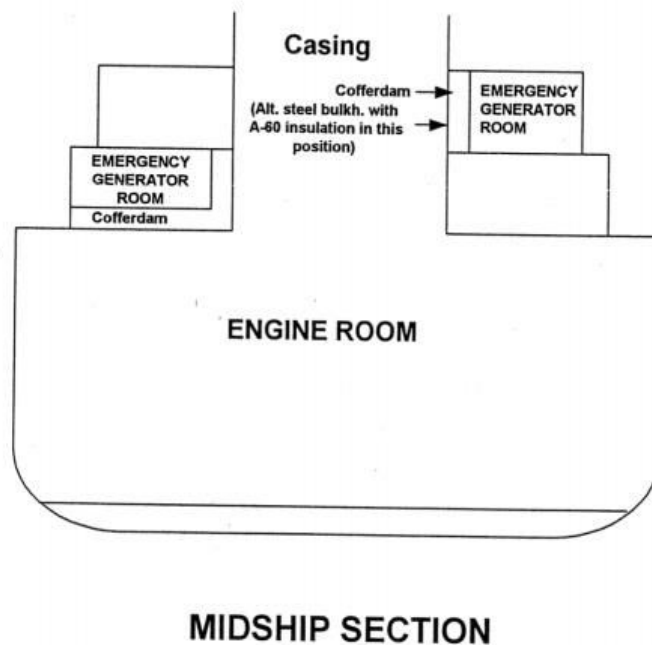 Casing
Cofferdam
(Alt. steel bulkh. with
A-60 insulation in this
position)
EMERGENCY
GENERATOR
ROOM
EMERGENCY
GENERATOR
ROOM
Cofferdam
ENGINE ROOM
MIDSHIP SECTION